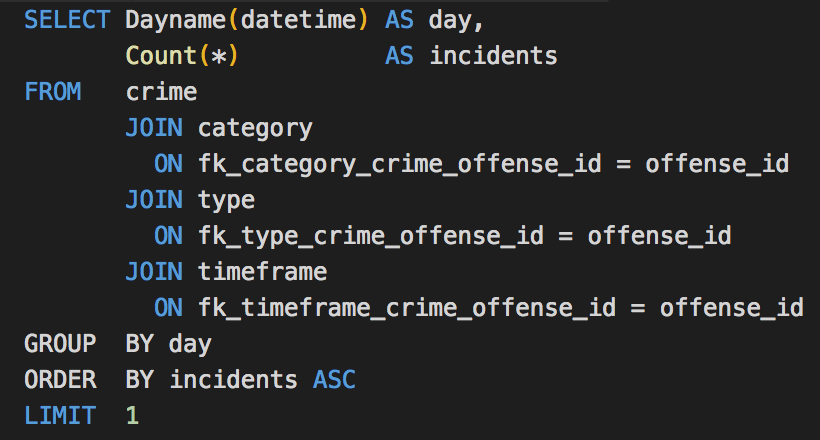 SELECT Dayname(datetime) AS day,
       Count(*)          AS incidents
FROM   crime
       JOIN category
         ON fk_category_crime_offense_id = offense_id
       JOIN type
         ON fk_type_crime_offense_id = offense_id
       JOIN timeframe
         ON fk_timeframe_crime_offense_id = offense_id
GROUP  BY day
ORDER  BY incidents ASC
LIMIT  1